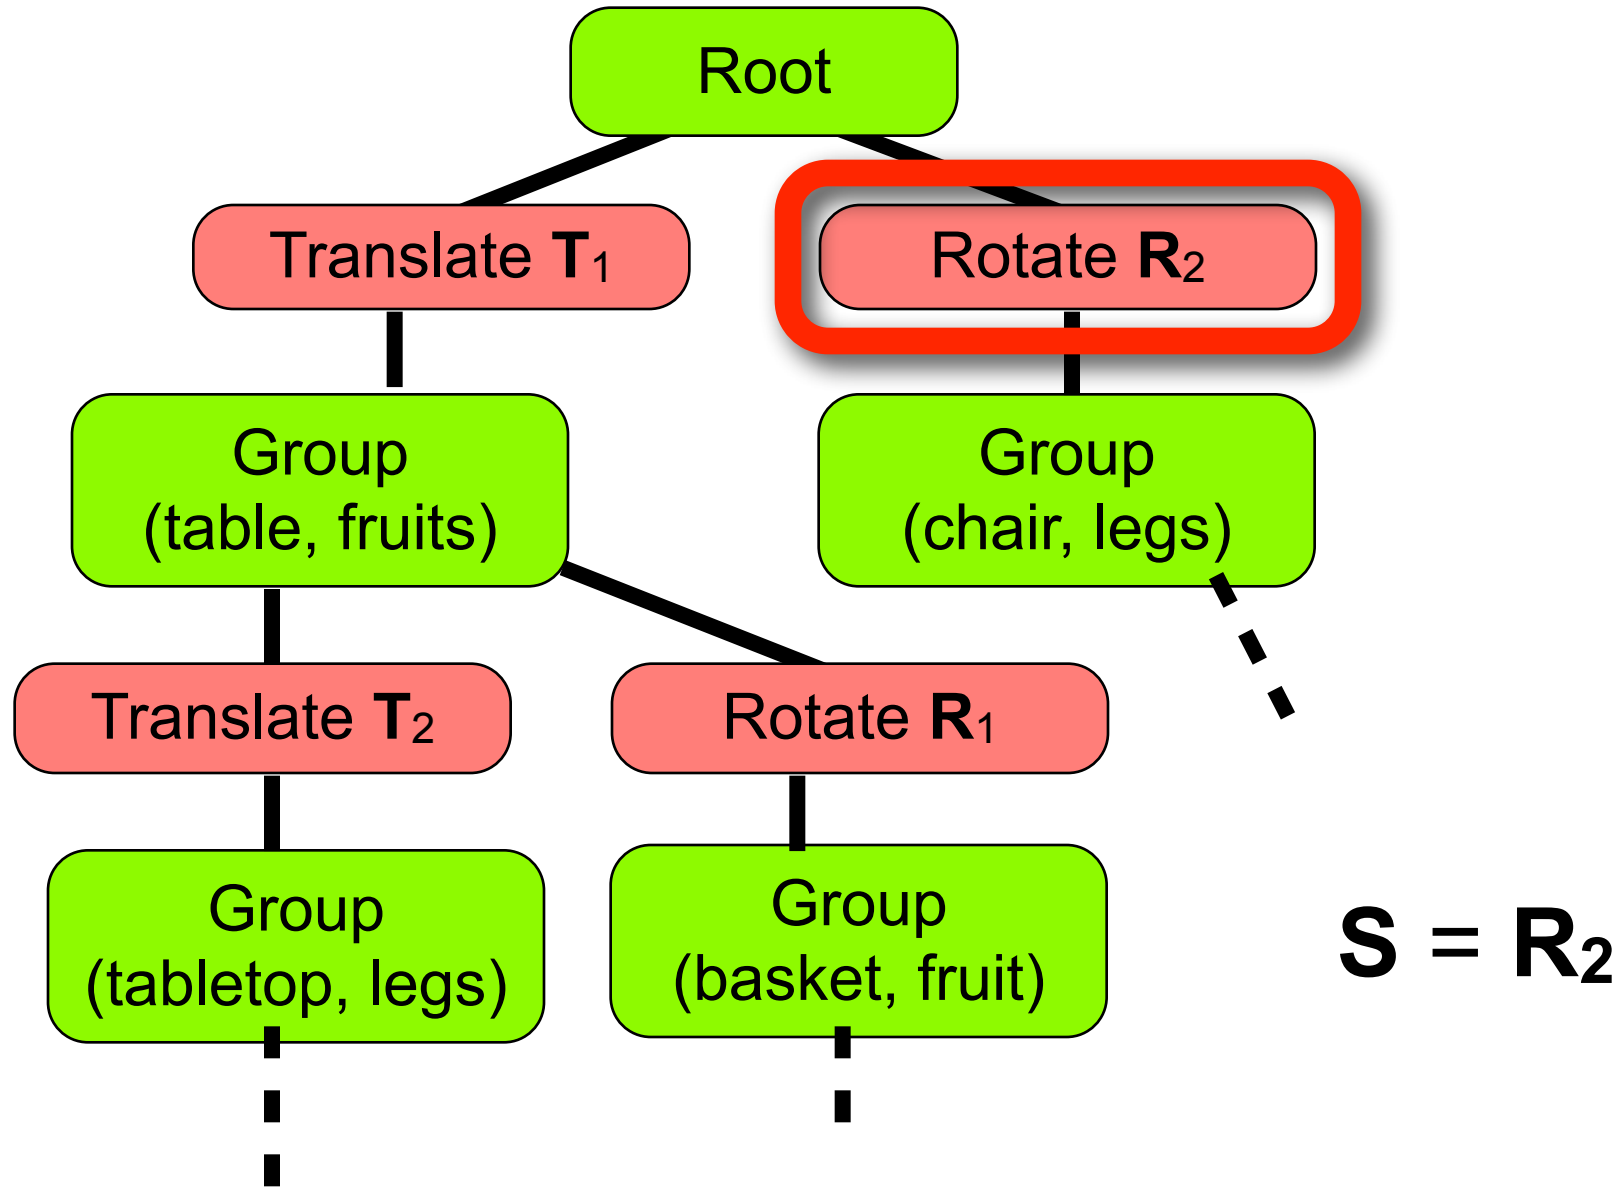 Root
Translate T₁
Rotate R₂
Group
(table, fruits)
Group
(chair, legs)
Translate T₂
Rotate R₁
Group
(tabletop, legs)
Group
(basket, fruit)
S = R₂